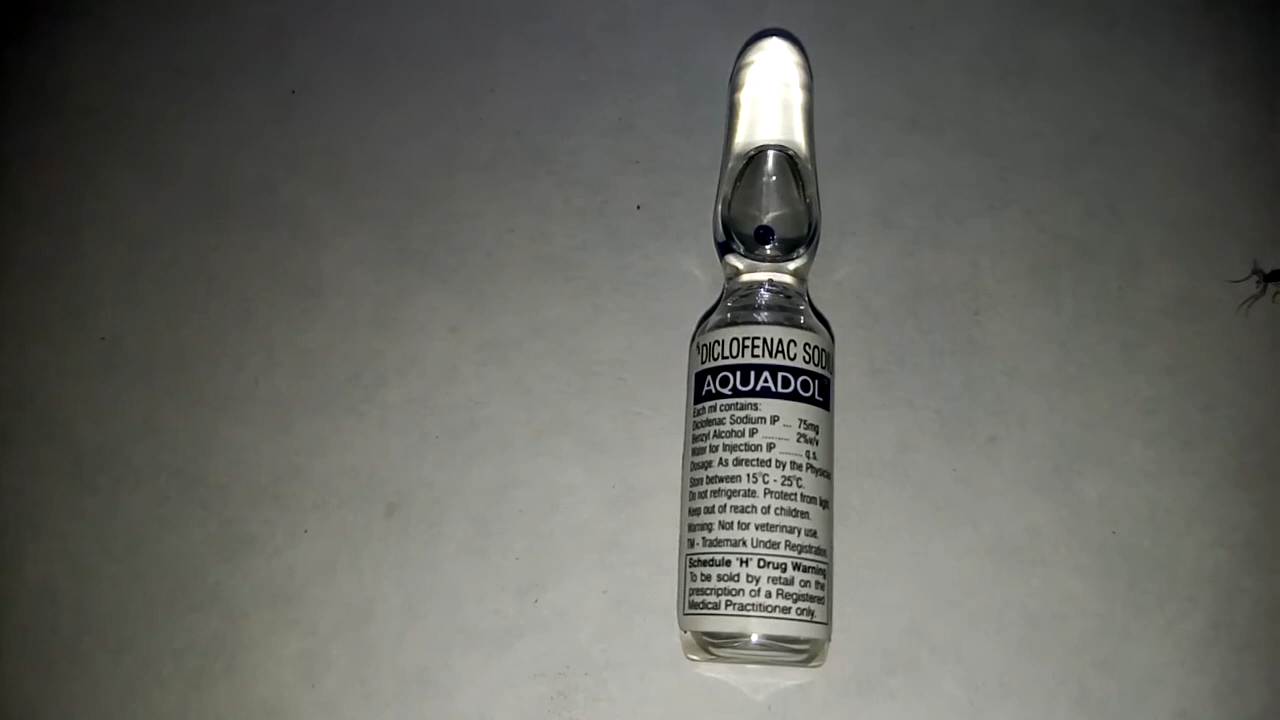 DICLOFENAC SODIU
AQUADOL
Each ml contains:
Diclofenac Sodium IP ... 75mg
Benzyl Alcohol IP ......... 2%v/v
Water for Injection IP ........ q.s.
Dosage: As directed by the Physician
Store between 15°C - 25°C.
Do not refrigerate. Protect from light
Keep out of reach of children.
Warning: Not for veterinary use.
TM - Trademark Under Registration
Schedule "H" Drug Warning
To be sold by retail on the
prescription of a Registered
Medical Practitioner only.